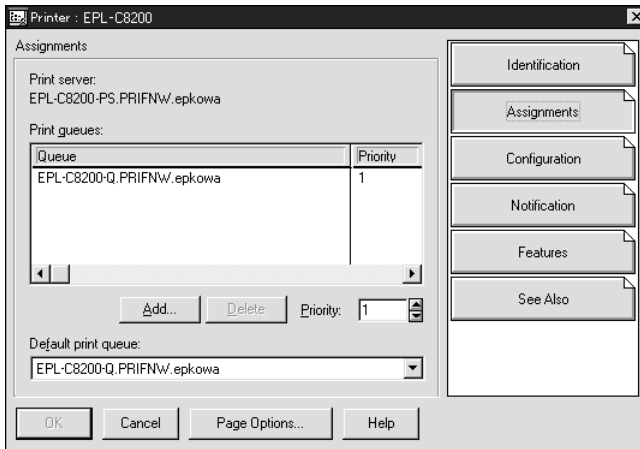 Printer : EPL-C8200
Assignments
Print server:
EPL-C8200-PS.PRIFNW.epkowa
Print queues:
Queue Priority
EPL-C8200-Q.PRIFNW.epkowa 1
Add... Delete Priority: 1
Default print queue:
EPL-C8200-Q.PRIFNW.epkowa
OK Cancel Page Options... Help
Identification
Assignments
Configuration
Notification
Features
See Also